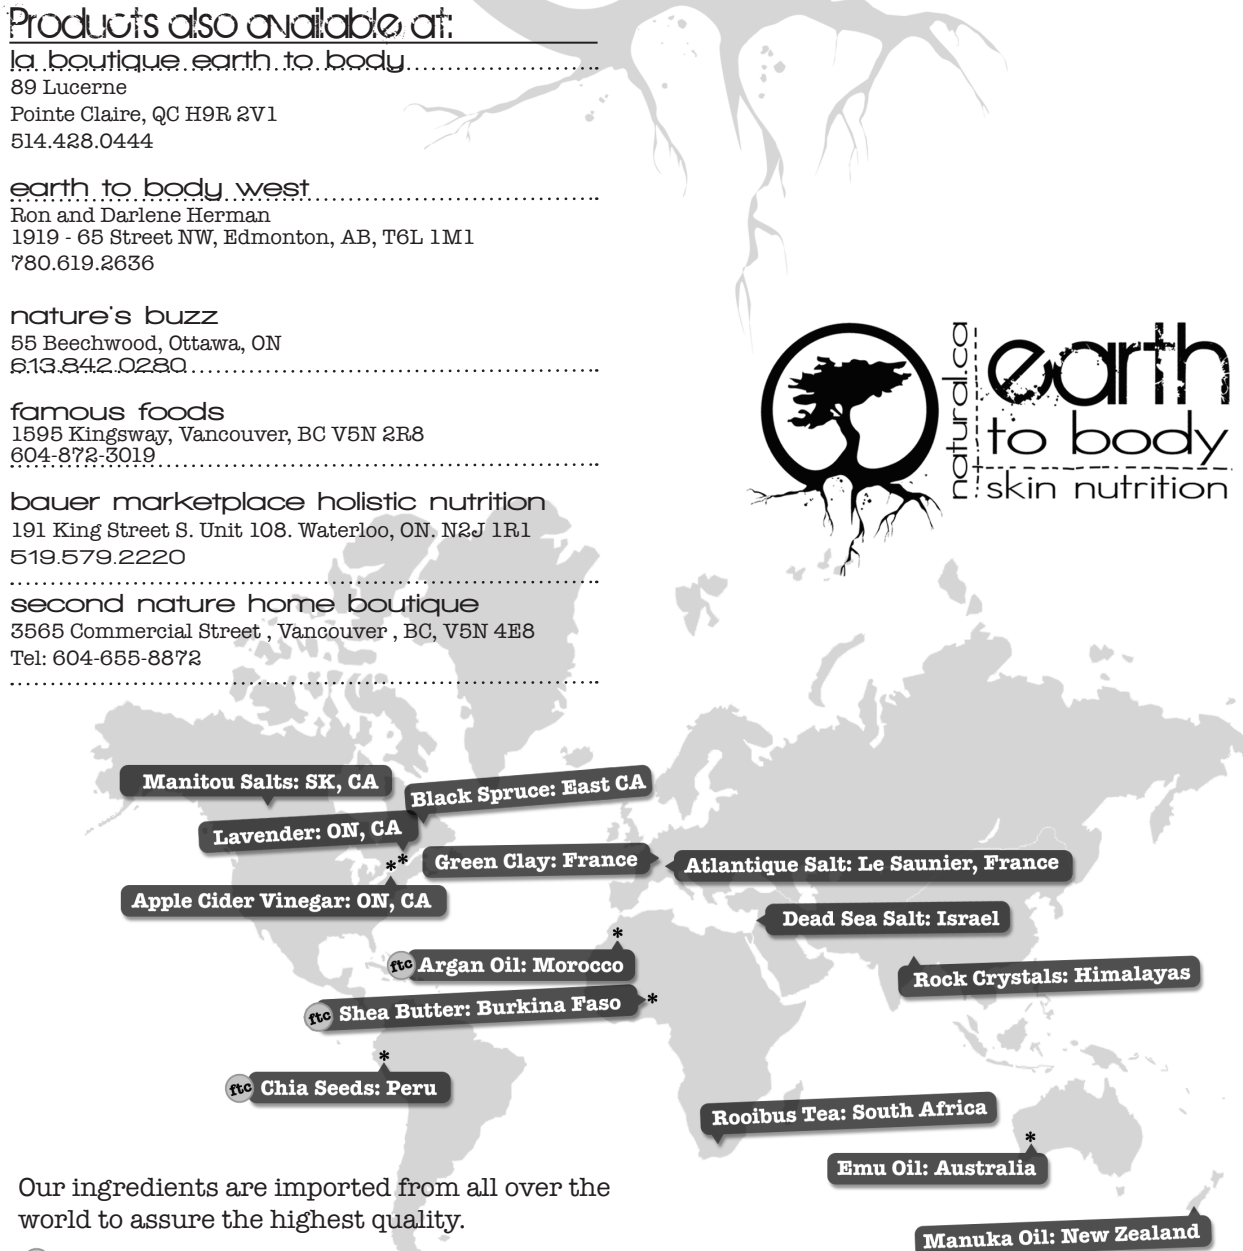 Products also available at:
la boutique earth to body
89 Lucerne
Pointe Claire, QC H9R 2V1
514.428.0444
earth to body west
Ron and Darlene Herman
1919 - 65 Street NW, Edmonton, AB, T6L 1M1
780.619.2636
nature's buzz
55 Beechwood, Ottawa, ON
613.842.0280
famous foods
1595 Kingsway, Vancouver, BC V5N 2R8
604-872-3019
bauer marketplace holistic nutrition
191 King Street S. Unit 108. Waterloo, ON. N2J 1R1
519.579.2220
second nature home boutique
3565 Commercial Street , Vancouver , BC, V5N 4E8
Tel: 604-655-8872
natural.ca
earth
to body
skin nutrition
Manitou Salts: SK, CA
Black Spruce: East CA
Lavender: ON, CA
**
Green Clay: France
Atlantique Salt: Le Saunier, France
Apple Cider Vinegar: ON, CA
Dead Sea Salt: Israel
*
ftc Argan Oil: Morocco
Rock Crystals: Himalayas
ftc Shea Butter: Burkina Faso *
*
ftc Chia Seeds: Peru
Rooibus Tea: South Africa
*
Emu Oil: Australia
Our ingredients are imported from all over the
world to assure the highest quality.
Manuka Oil: New Zealand